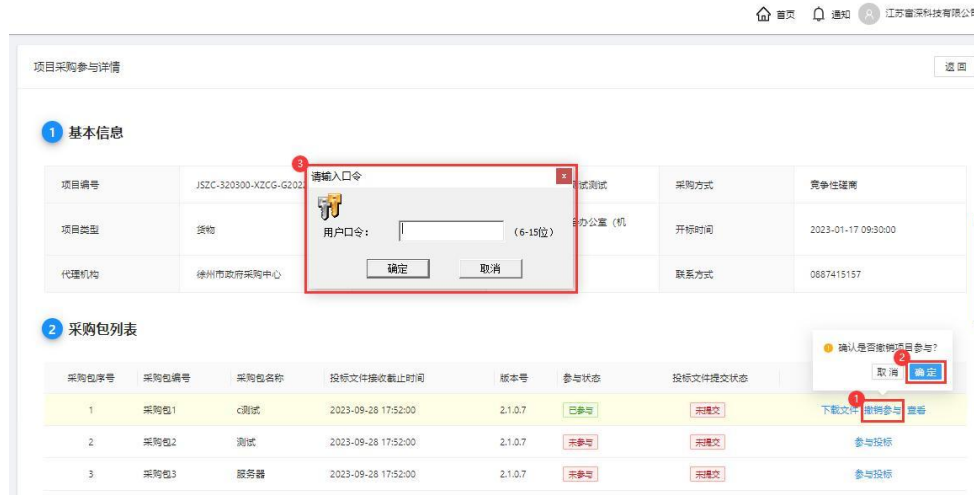 首页 通知 江苏富深科技有限公司
项目采购参与详情 返回
1 基本信息
项目编号 JSZC-320300-XZCG-G202 试测试 采购方式 竞争性磋商
项目类型 货物 办公室（机 开标时间 2023-01-17 09:30:00
代理机构 徐州市政府采购中心 联系方式 0887415157
3
请输入口令 x
用户口令： （6-15位）
确定 取消
2 采购包列表
确认是否撤销项目参与?
2
取消 确定
采购包序号 采购包编号 采购包名称 投标文件接收截止时间 版本号 参与状态 投标文件提交状态
1
1 采购包1 c测试 2023-09-28 17:52:00 2.1.0.7 已参与 未提交 下载文件 撤销参与 查看
2 采购包2 测试 2023-09-28 17:52:00 2.1.0.7 未参与 未提交 参与投标
3 采购包3 服务器 2023-09-28 17:52:00 2.1.0.7 未参与 未提交 参与投标